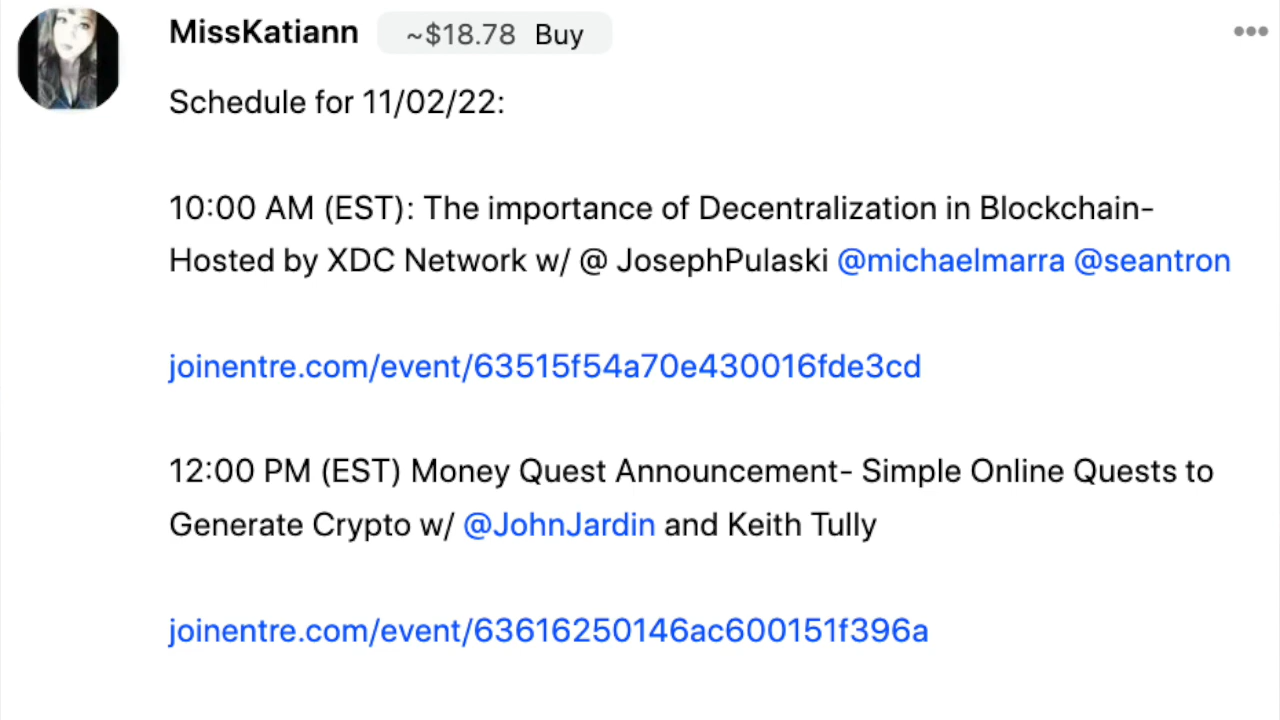 MissKatiann ~$18.78 Buy
Schedule for 11/02/22:
10:00 AM (EST): The importance of Decentralization in Blockchain-
Hosted by XDC Network w/ @ JosephPulaski @michaelmarra @seantron
joinentre.com/event/63515f54a70e430016fde3cd
12:00 PM (EST) Money Quest Announcement- Simple Online Quests to
Generate Crypto w/ @JohnJardin and Keith Tully
joinentre.com/event/63616250146ac600151f396a